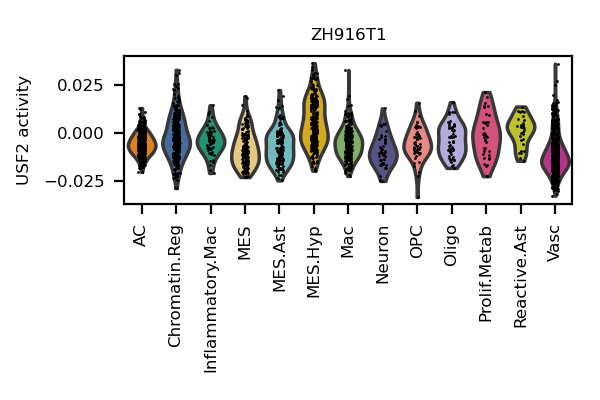 ZH916T1
USF2 activity
0.025
0.000
−0.025
AC
Chromatin.Reg
Inflammatory.Mac
MES
MES.Ast
MES.Hyp
Mac
Neuron
OPC
Oligo
Prolif.Metab
Reactive.Ast
Vasc